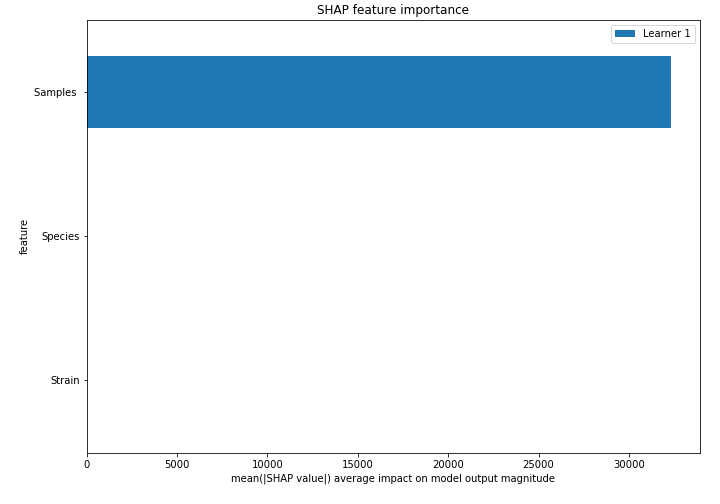 SHAP feature importance
Learner 1
Samples
Species
Strain
feature
0 5000 10000 15000 20000 25000 30000
mean(|SHAP value|) average impact on model output magnitude